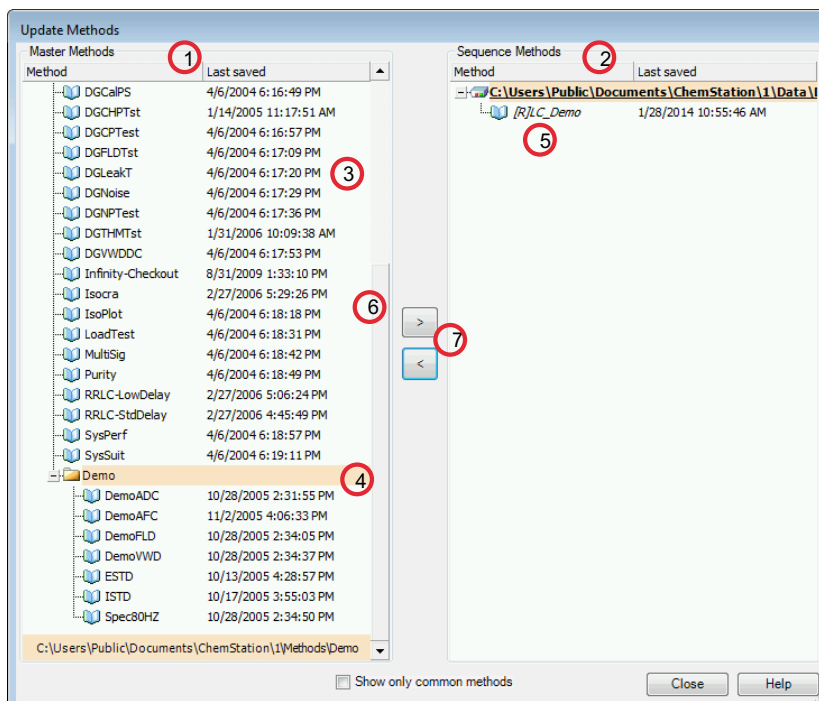 Update Methods
Master Methods 1
Method Last saved
DGCalPS 4/6/2004 6:16:49 PM
DGCHPTst 1/14/2005 11:17:51 AM
DGCPTest 4/6/2004 6:16:57 PM
DGFLDTst 4/6/2004 6:17:09 PM
DGLeakT 4/6/2004 6:17:20 PM 3
DGNoise 4/6/2004 6:17:29 PM
DGNPTest 4/6/2004 6:17:36 PM
DGTHMTst 1/31/2006 10:09:38 AM
DGVWDDC 4/6/2004 6:17:53 PM
Infinity-Checkout 8/31/2009 1:33:10 PM
Isocra 2/27/2006 5:29:26 PM 6
IsoPlot 4/6/2004 6:18:18 PM
LoadTest 4/6/2004 6:18:31 PM
MultiSig 4/6/2004 6:18:42 PM
Purity 4/6/2004 6:18:49 PM
RRLC-LowDelay 2/27/2006 5:06:24 PM
RRLC-StdDelay 2/27/2006 4:45:49 PM
SysPerf 4/6/2004 6:18:57 PM
SysSuit 4/6/2004 6:19:11 PM
Demo 4
DemoADC 10/28/2005 2:31:55 PM
DemoAFC 11/2/2005 4:06:33 PM
DemoFLD 10/28/2005 2:34:05 PM
DemoVWD 10/28/2005 2:34:37 PM
ESTD 10/13/2005 4:28:57 PM
ISTD 10/17/2005 3:55:03 PM
Spec80HZ 10/28/2005 2:34:50 PM
C:\Users\Public\Documents\ChemStation\1\Methods\Demo
>
7
<
Sequence Methods 2
Method Last saved
C:\Users\Public\Documents\ChemStation\1\Data\
[R]LC_Demo 1/28/2014 10:55:46 AM
5
Show only common methods
Close Help